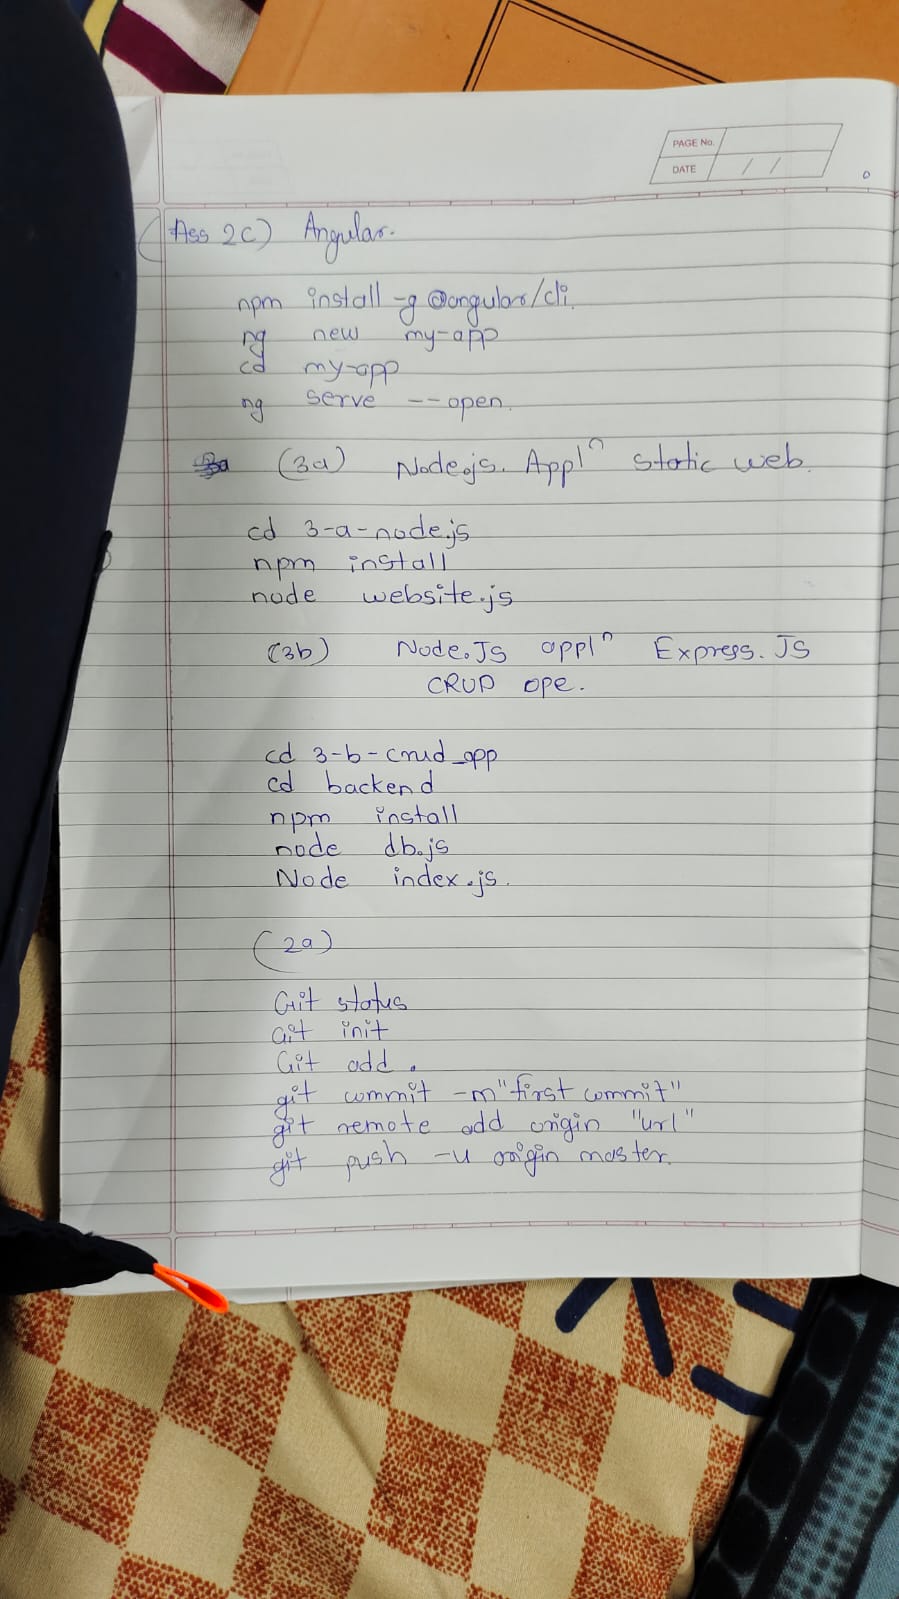 PAGE No.
DATE / /
Ass 2C) Angular.
npm install -g @angular/cli.
ng new my-app
cd my-app
ng serve --open.
(3a) Node.js. Applⁿ static web.
cd 3-a-node.js
npm install
node website.js
(3b) Node.JS applⁿ Express.JS
CRUD ope.
cd 3-b-crud_app
cd backend
npm install
node db.js
Node index.js.
(2a)
Git status
Git init
Git add .
git commit -m"first commit"
git remote add origin "url"
git push -u origin master.